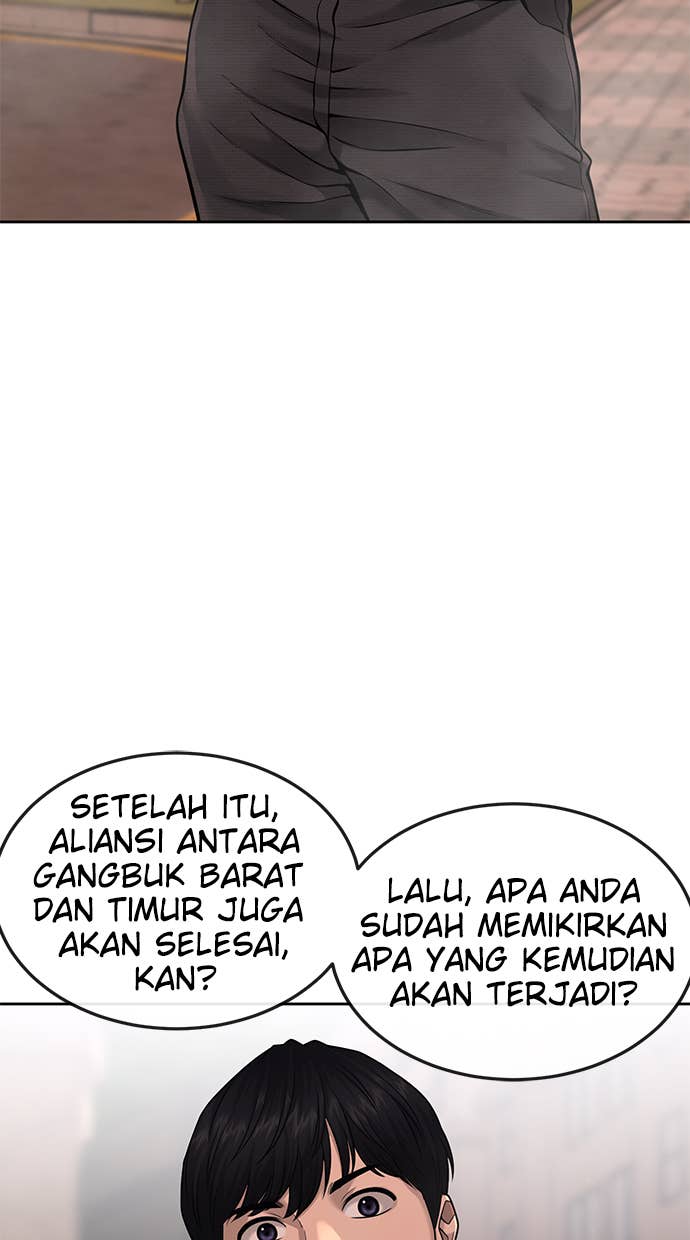 SETELAH ITU,
ALIANSI ANTARA
GANGBUK BARAT
DAN TIMUR JUGA
AKAN SELESAI,
KAN?
LALU, APA ANDA
SUDAH MEMIKIRKAN
APA YANG KEMUDIAN
AKAN TERJADI?